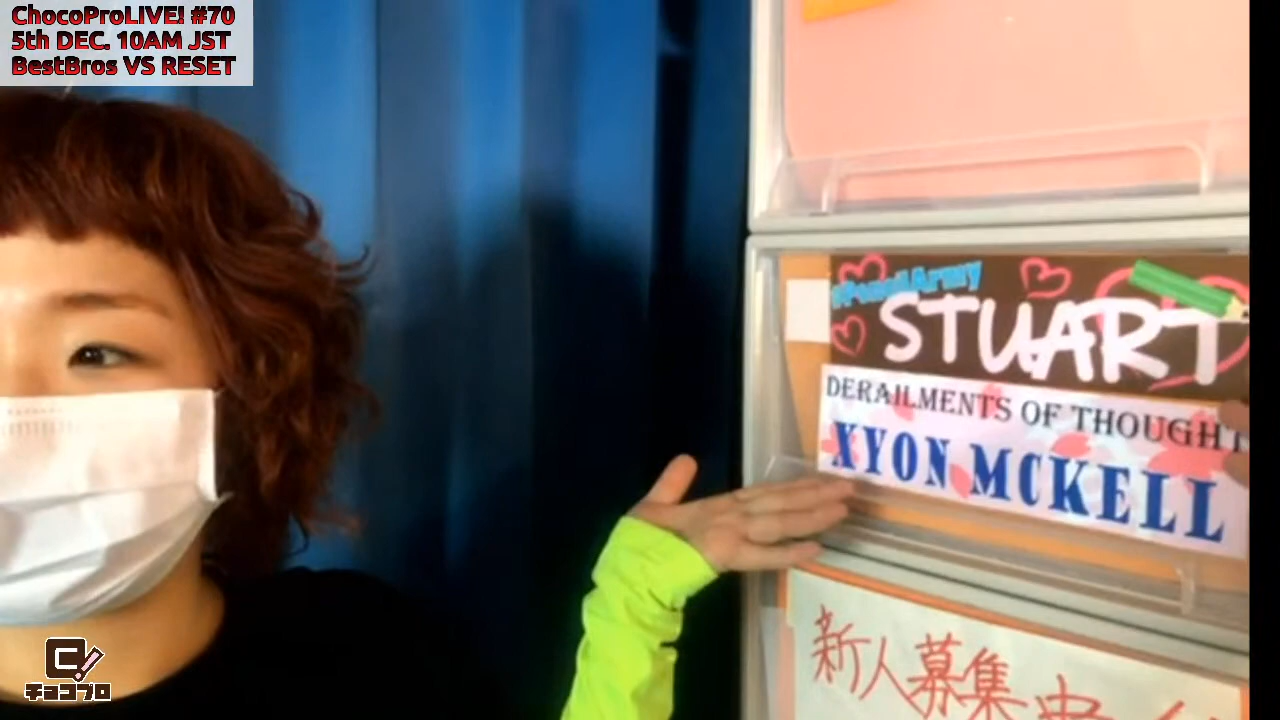 ChocoProLIVE! #70
5th DEC. 10AM JST
BestBros VS RESET
#PencilArmy
STUART
DERAILMENTS OF THOUGHT
XYON MCKELL
新人募集中
チョコプロ